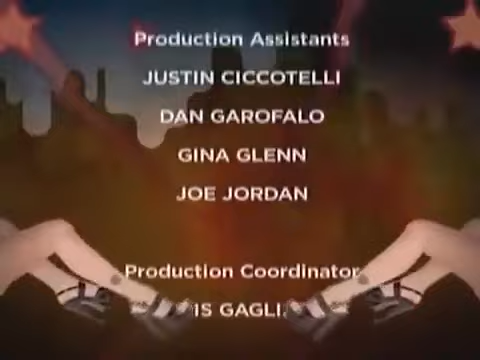 Production Assistants
JUSTIN CICCOTELLI
DAN GAROFALO
GINA GLENN
JOE JORDAN
Production Coordinator